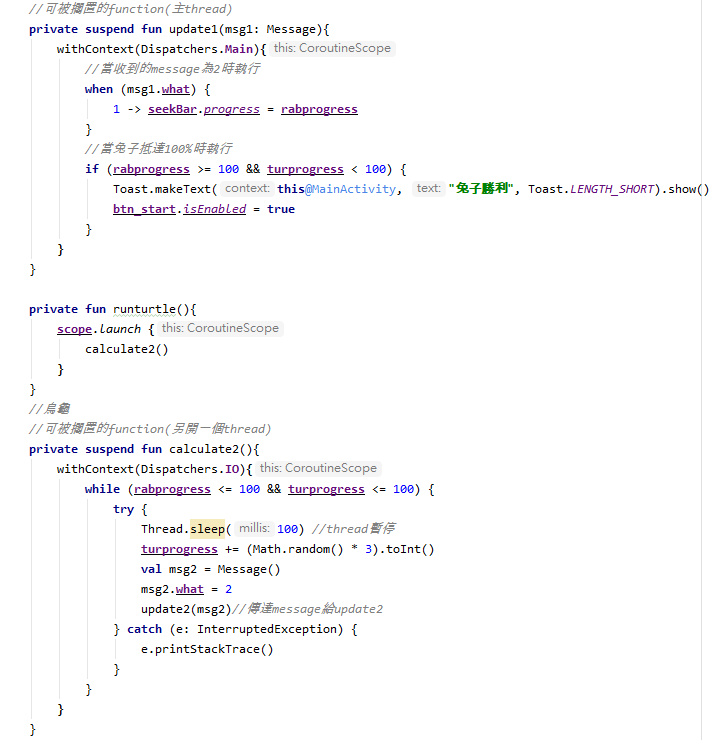 //可被擱置的function(主thread)
private suspend fun update1(msg1: Message){
    withContext(Dispatchers.Main){ this: CoroutineScope
        //當收到的message為2時執行
        when (msg1.what) {
            1 -> seekBar.progress = rabprogress
        }
        //當兔子抵達100%時執行
        if (rabprogress >= 100 && turprogress < 100) {
            Toast.makeText( context: this@MainActivity, text: "兔子勝利", Toast.LENGTH_SHORT).show()
            btn_start.isEnabled = true
        }
    }
}

private fun runturtle(){
    scope.launch { this: CoroutineScope
        calculate2()
    }
}
//烏龜
//可被擱置的function(另開一個thread)
private suspend fun calculate2(){
    withContext(Dispatchers.IO){ this: CoroutineScope
        while (rabprogress <= 100 && turprogress <= 100) {
            try {
                Thread.sleep( millis: 100) //thread暫停
                turprogress += (Math.random() * 3).toInt()
                val msg2 = Message()
                msg2.what = 2
                update2(msg2)//傳達message給update2
            } catch (e: InterruptedException) {
                e.printStackTrace()
            }
        }
    }
}